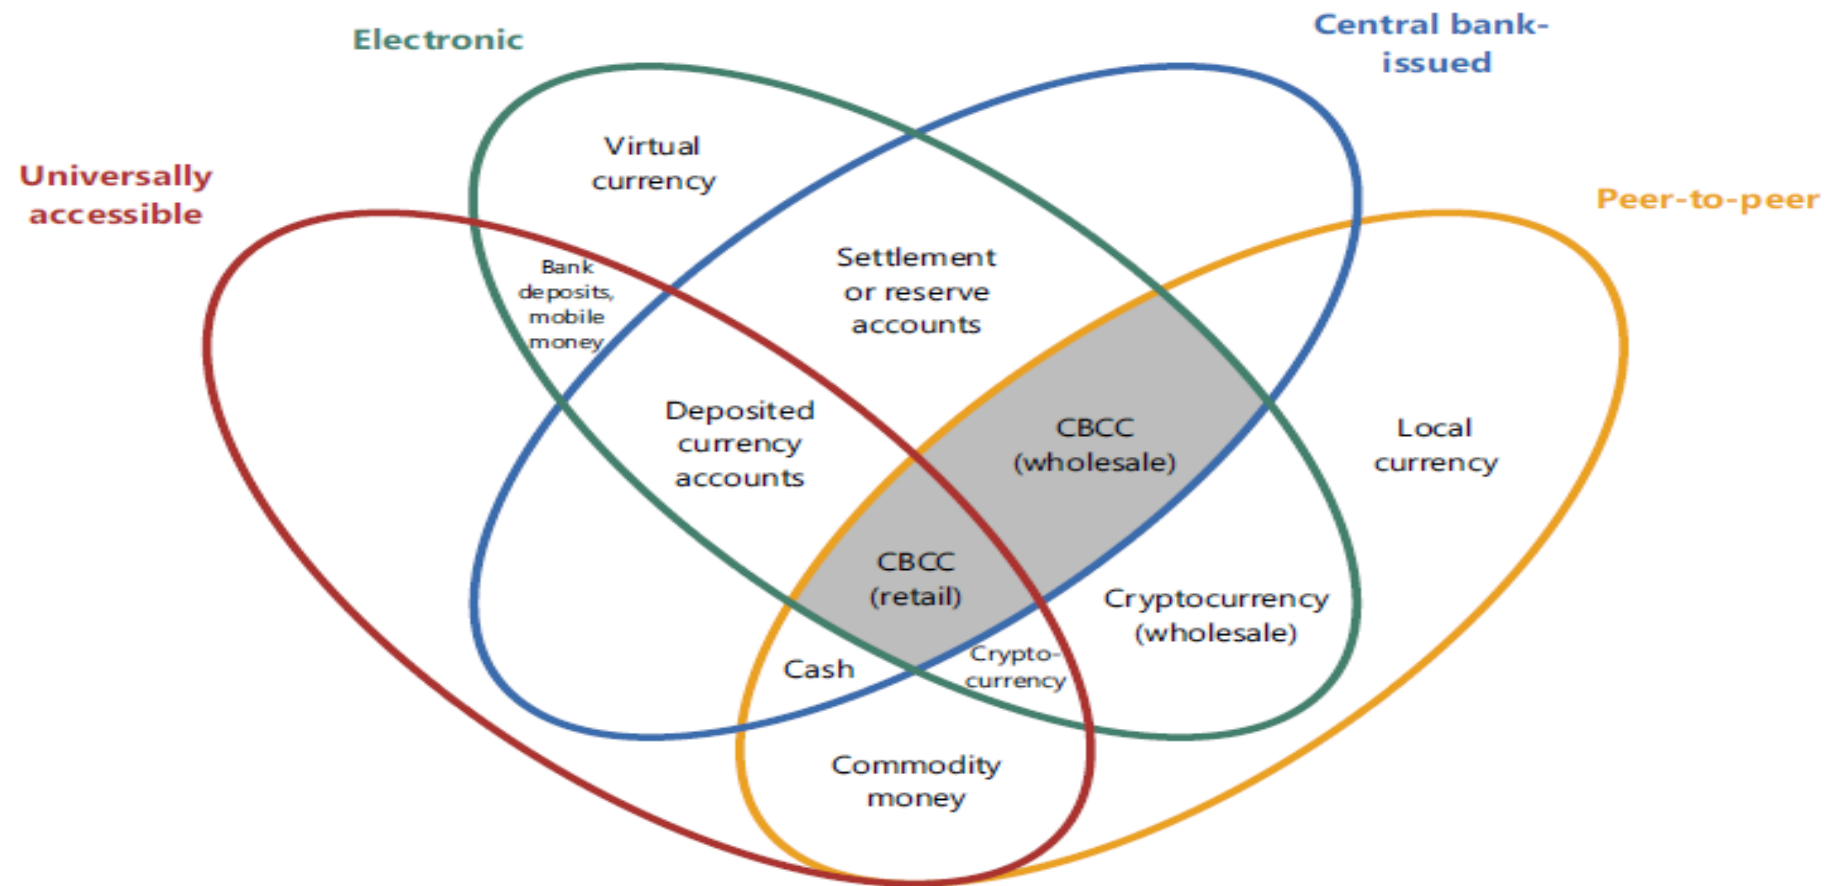 Electronic
Central bank-
issued
Universally
accessible
Peer-to-peer
Virtual
currency
Bank
deposits,
mobile
money
Settlement
or reserve
accounts
Deposited
currency
accounts
CBCC
(wholesale)
Local
currency
CBCC
(retail)
Cryptocurrency
(wholesale)
Cash
Crypto-
currency
Commodity
money